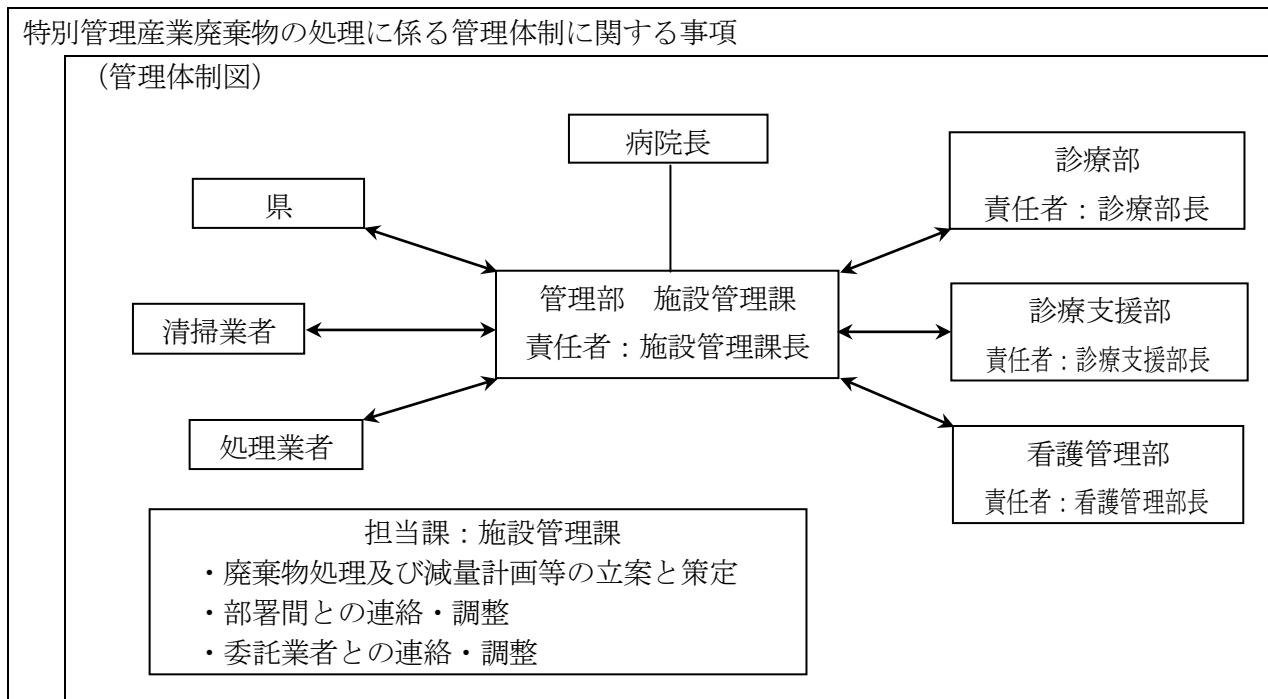 特別管理産業廃棄物の処理に係る管理体制に関する事項
（管理体制図）
病院長
県
清掃業者
処理業者
管理部　施設管理課
責任者：施設管理課長
診療部
責任者：診療部長
診療支援部
責任者：診療支援部長
看護管理部
責任者：看護管理部長
担当課：施設管理課
・廃棄物処理及び減量計画等の立案と策定
・部署間との連絡・調整
・委託業者との連絡・調整